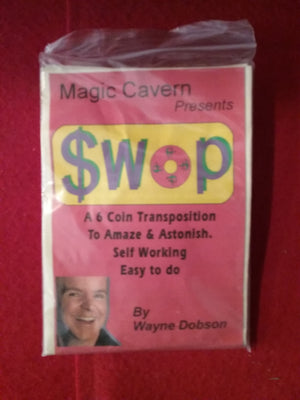 Magic Cavern
Presents
$wop
A 6 Coin Transposition
To Amaze & Astonish.
Self Working
Easy to do
By
Wayne Dobson